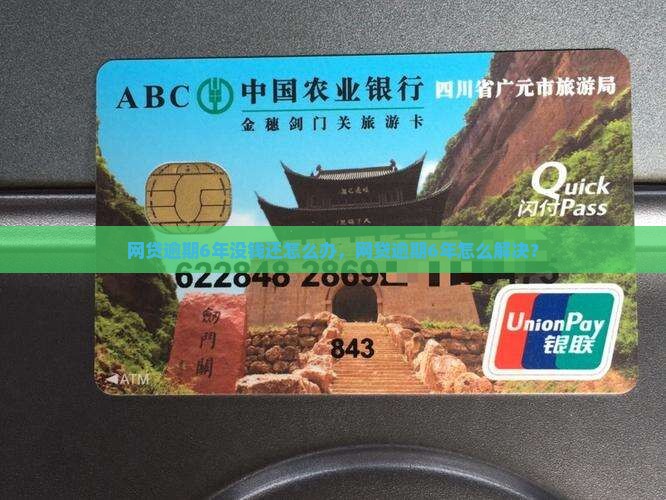 ABC 中国农业银行 四川省广元市旅游局
金穗剑门关旅游卡
Quick
闪付Pass
网贷逾期6年没钱还怎么办，网贷逾期6年怎么解决？
622848 2869
UnionPay
银联
劍門關
843
ATM